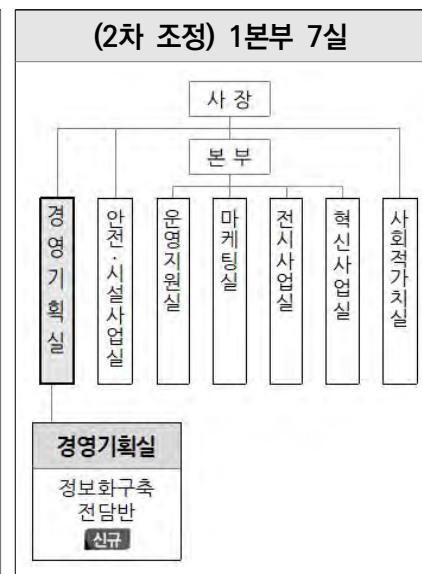 (2차 조정) 1본부 7실
사 장
본 부
경영기획실
안전·시설사업실
운영지원실
마케팅실
전시사업실
혁신사업실
사회적가치실
경영기획실
정보화구축
전담반
신규